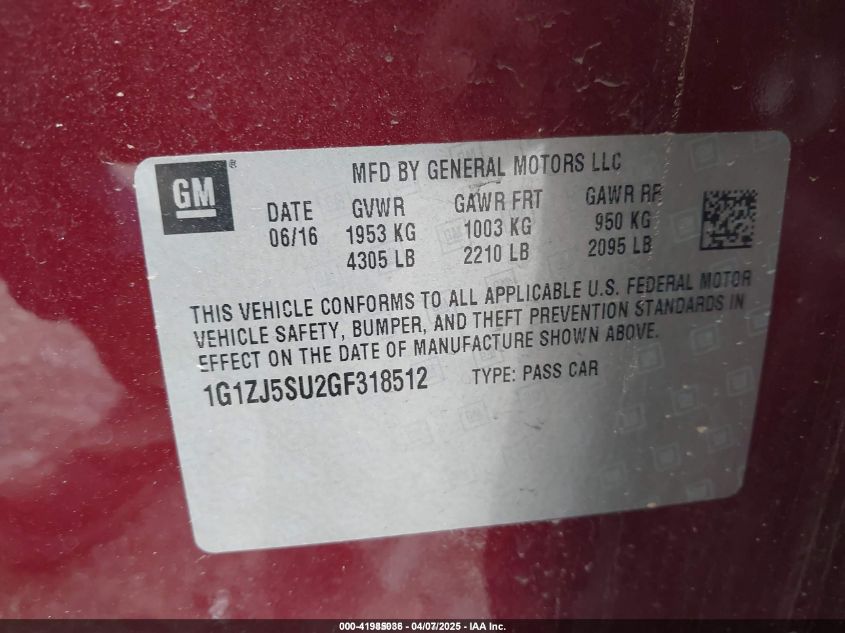 GM®
MFD BY GENERAL MOTORS LLC
DATE GVWR GAWR FRT GAWR RR
06/16 1953 KG 1003 KG 950 KG
4305 LB 2210 LB 2095 LB
THIS VEHICLE CONFORMS TO ALL APPLICABLE U.S. FEDERAL MOTOR
VEHICLE SAFETY, BUMPER, AND THEFT PREVENTION STANDARDS IN
EFFECT ON THE DATE OF MANUFACTURE SHOWN ABOVE.
1G1ZJ5SU2GF318512 TYPE: PASS CAR
000-41985036 - 04/07/2025 - IAA Inc.